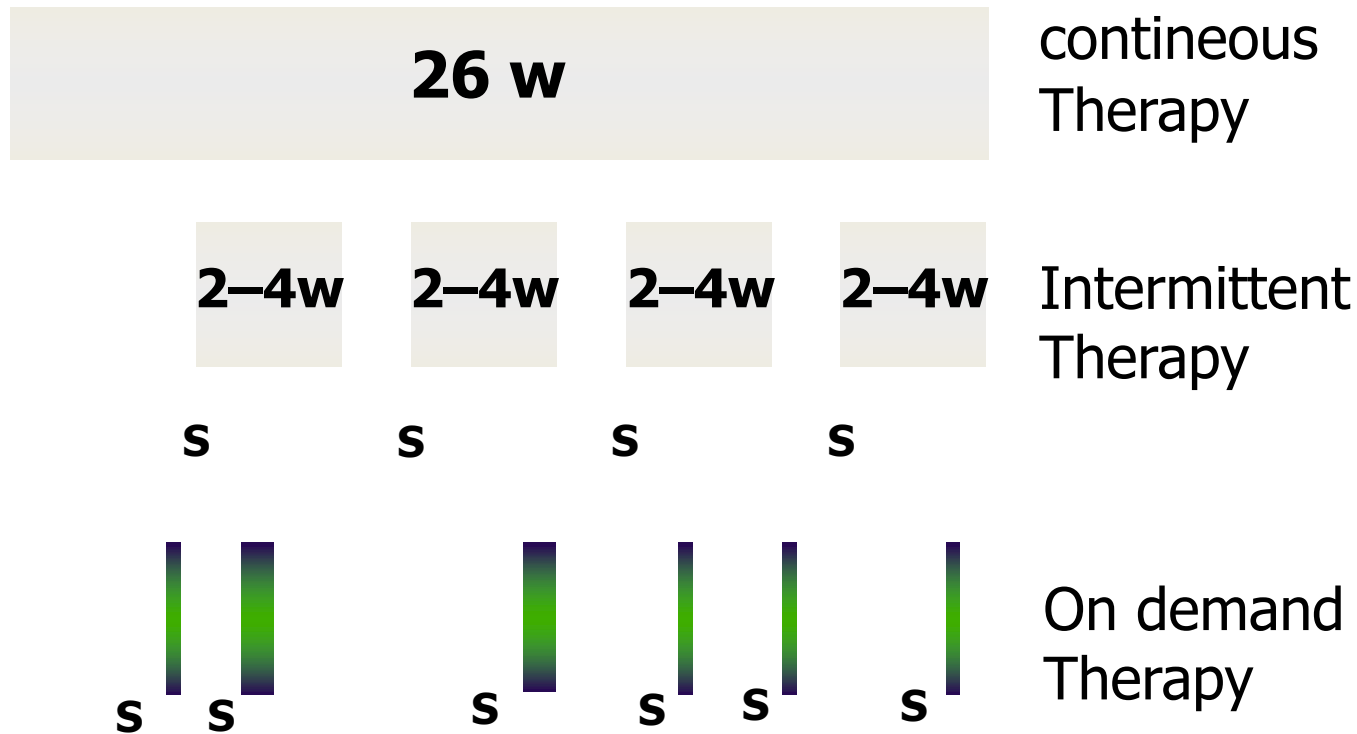 26 w
contineous
Therapy
2–4w 2–4w 2–4w 2–4w
Intermittent
Therapy
S S S S
S S S S S S
On demand
Therapy